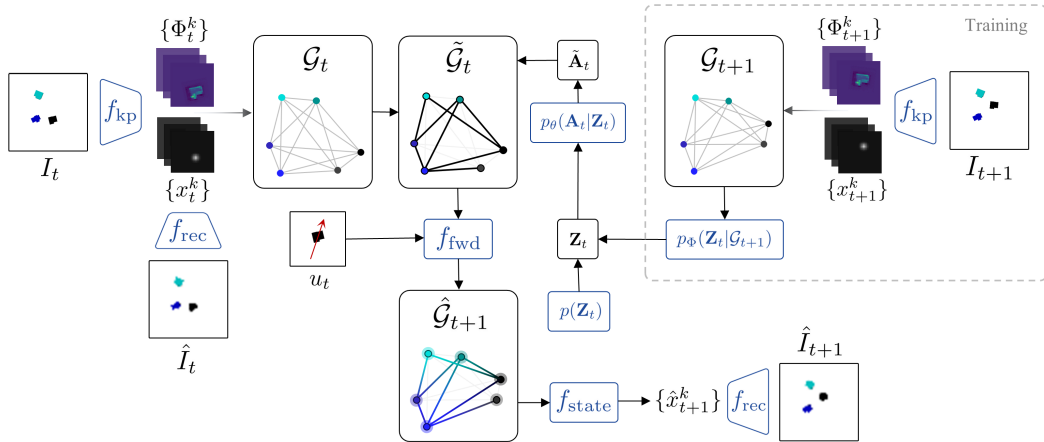 {Φ_t^k}
f_kp
I_t
{x_t^k}
f_rec
Î_t
𝒢_t
𝒢̃_t
Ã_t
p_θ(A_t|Z_t)
Z_t
p(Z_t)
u_t
f_fwd
𝒢̂_{t+1}
f_state
{x̂_{t+1}^k}
f_rec
Î_{t+1}
Training
𝒢_{t+1}
p_Φ(Z_t|𝒢_{t+1})
{Φ_{t+1}^k}
f_kp
{x_{t+1}^k}
I_{t+1}